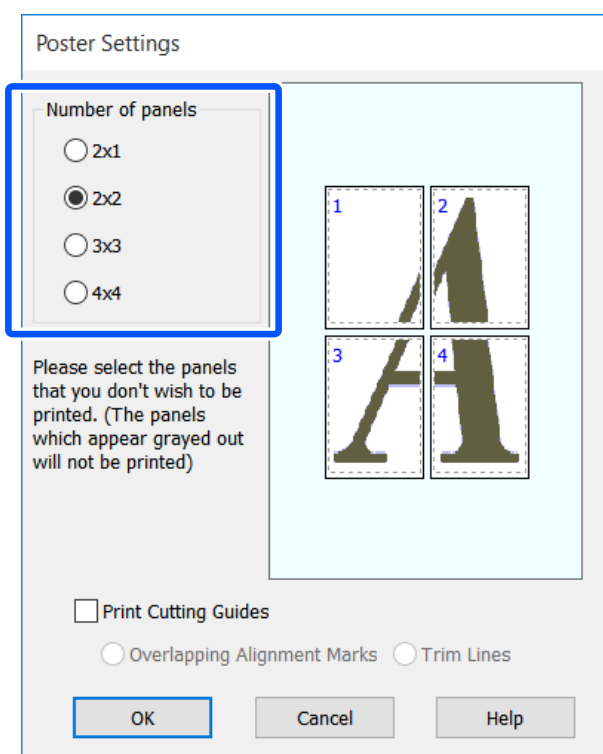 Poster Settings
Number of panels
2x1
2x2
3x3
4x4
1
2
3
4
Please select the panels
that you don't wish to be
printed. (The panels
which appear grayed out
will not be printed)
Print Cutting Guides
Overlapping Alignment Marks
Trim Lines
OK
Cancel
Help